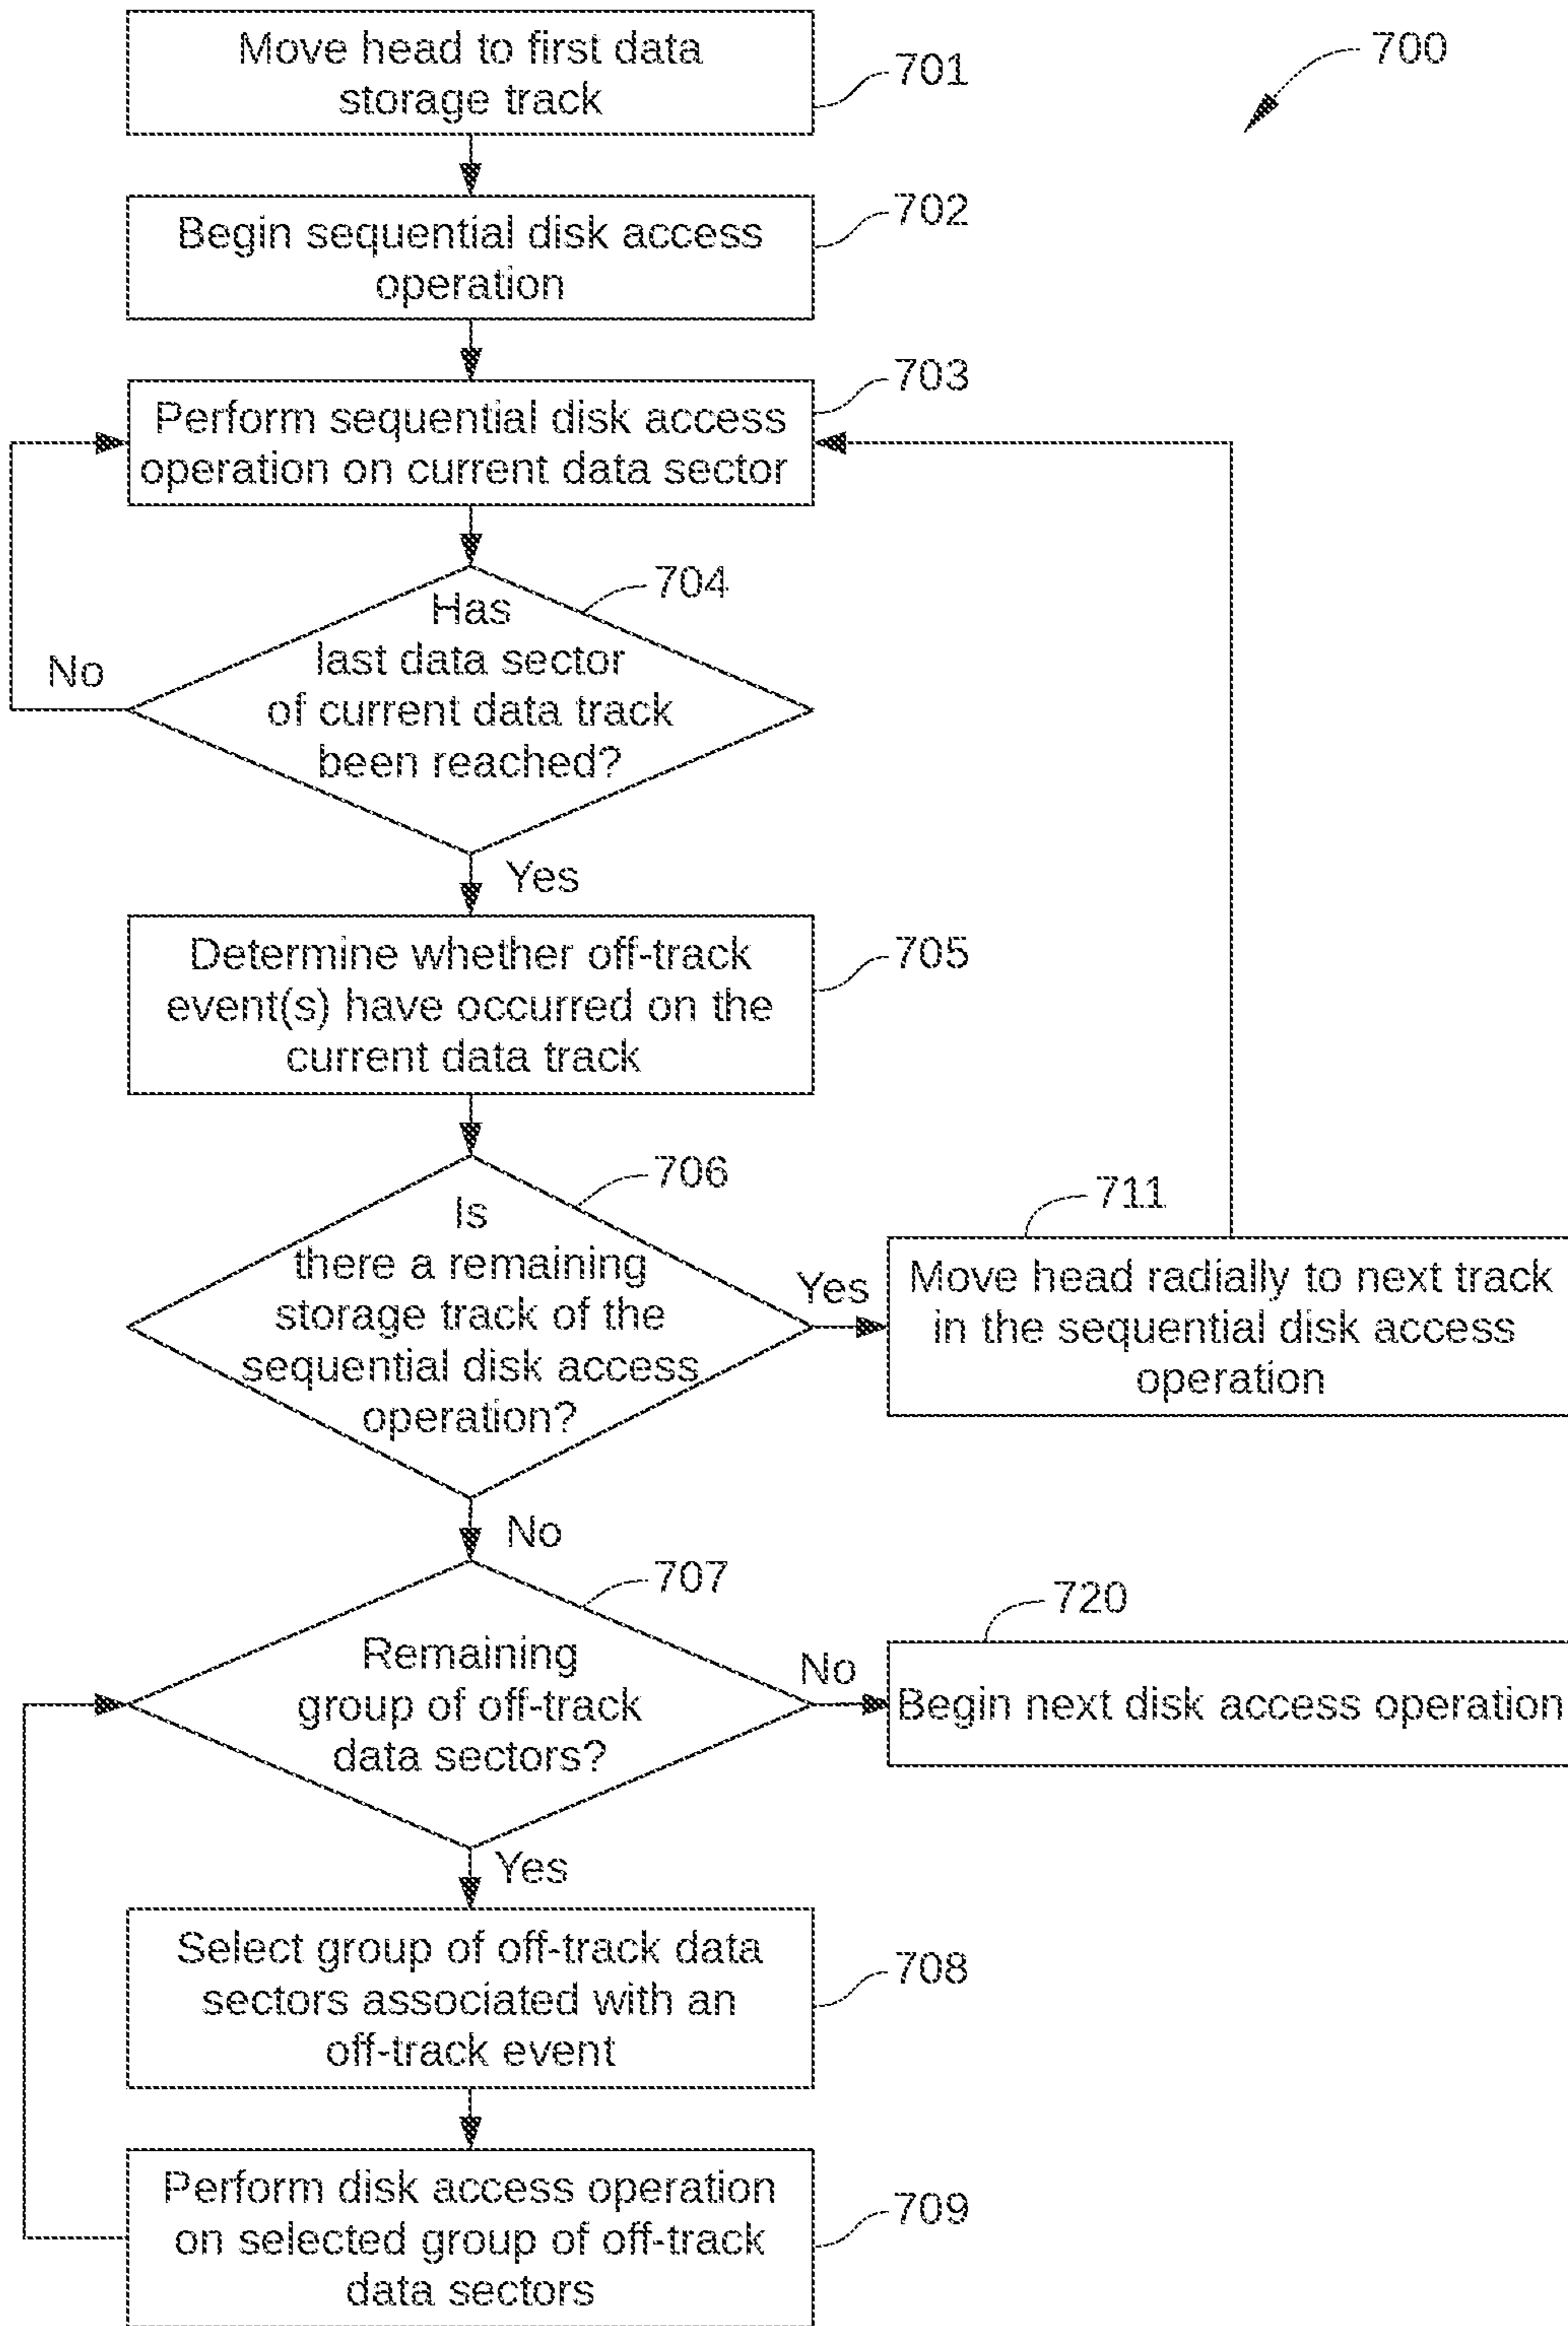 700
Move head to first data
storage track
701
Begin sequential disk access
operation
702
Perform sequential disk access
operation on current data sector
703
Has
last data sector
of current data track
been reached?
704
No
Yes
Determine whether off-track
event(s) have occurred on the
current data track
705
Is
there a remaining
storage track of the
sequential disk access
operation?
706
Yes
Move head radially to next track
in the sequential disk access
operation
711
No
Remaining
group of off-track
data sectors?
707
No
Begin next disk access operation
720
Yes
Select group of off-track data
sectors associated with an
off-track event
708
Perform disk access operation
on selected group of off-track
data sectors
709